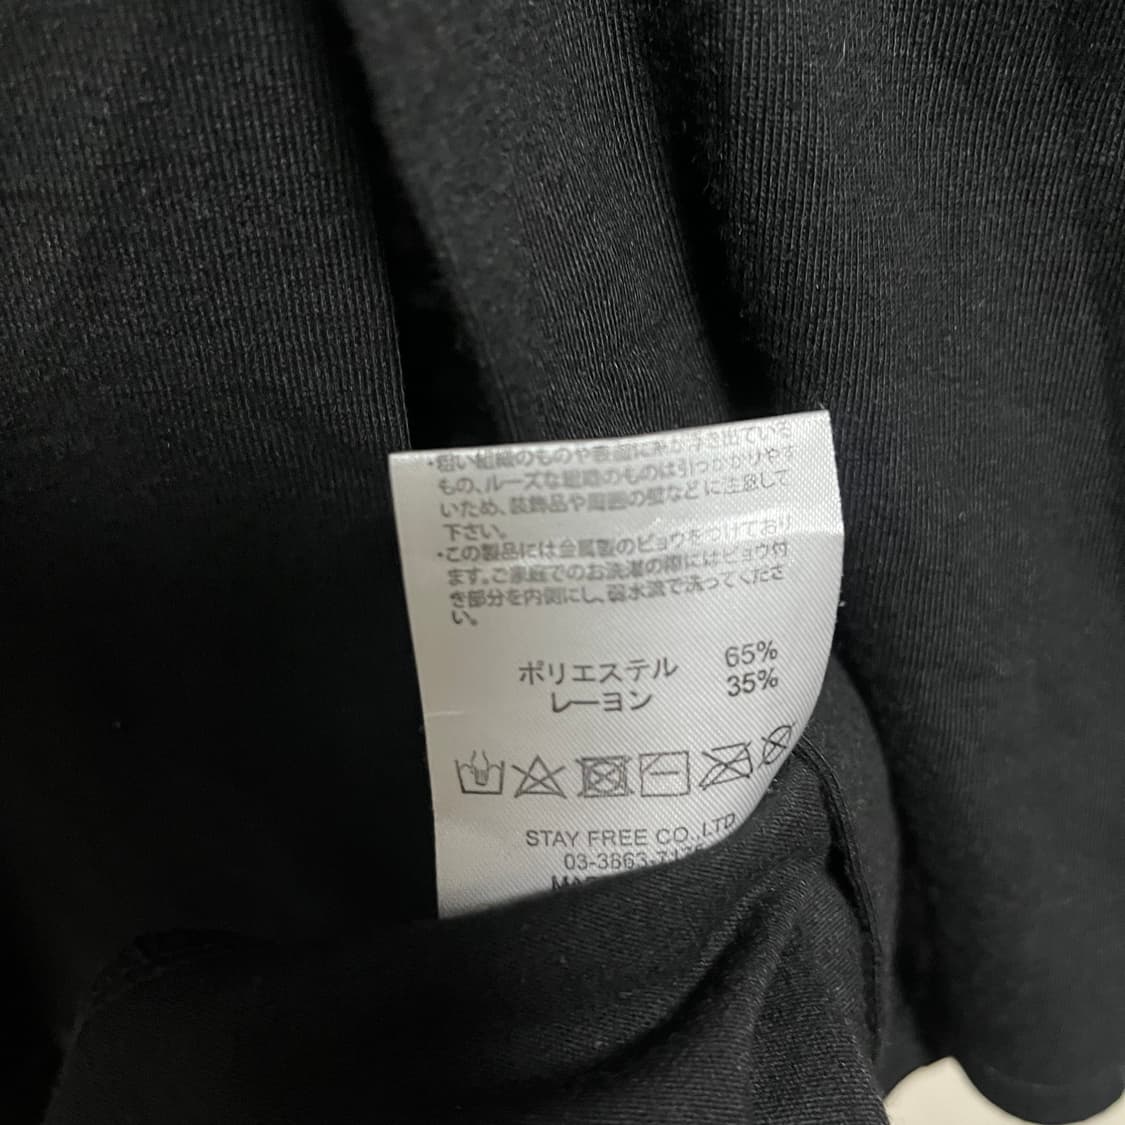 ・粗い組織のものや表面に糸が浮き出ている
もの、ルーズな組織のものは引っかかりやす
いため、装飾品や周囲の壁などに注意して
下さい。
・この製品には金属製のビョウをつけており
ます。ご家庭でのお洗濯の際にはビョウ付
き部分を内側にし、弱水流で洗ってくださ
い。
ポリエステル 65%
レーヨン 35%
STAY FREE CO.,LTD
03-3863-